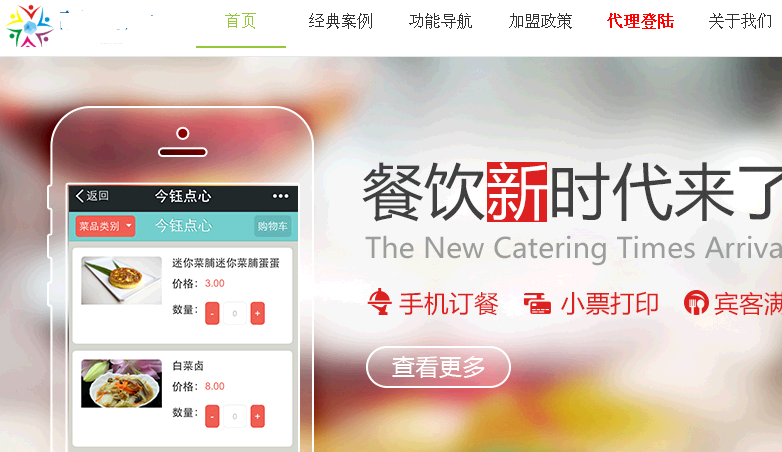 首页 经典案例 功能导航 加盟政策 代理登陆 关于我们
返回 今钰点心
菜品类别 今钰点心 购物车
迷你菜脯迷你菜脯蛋蛋
价格：3.00
数量： - 0 +
白菜卤
价格：8.00
数量： - 0 +
餐饮新时代来了
The New Catering Times Arriva
手机订餐 小票打印 宾客满
查看更多